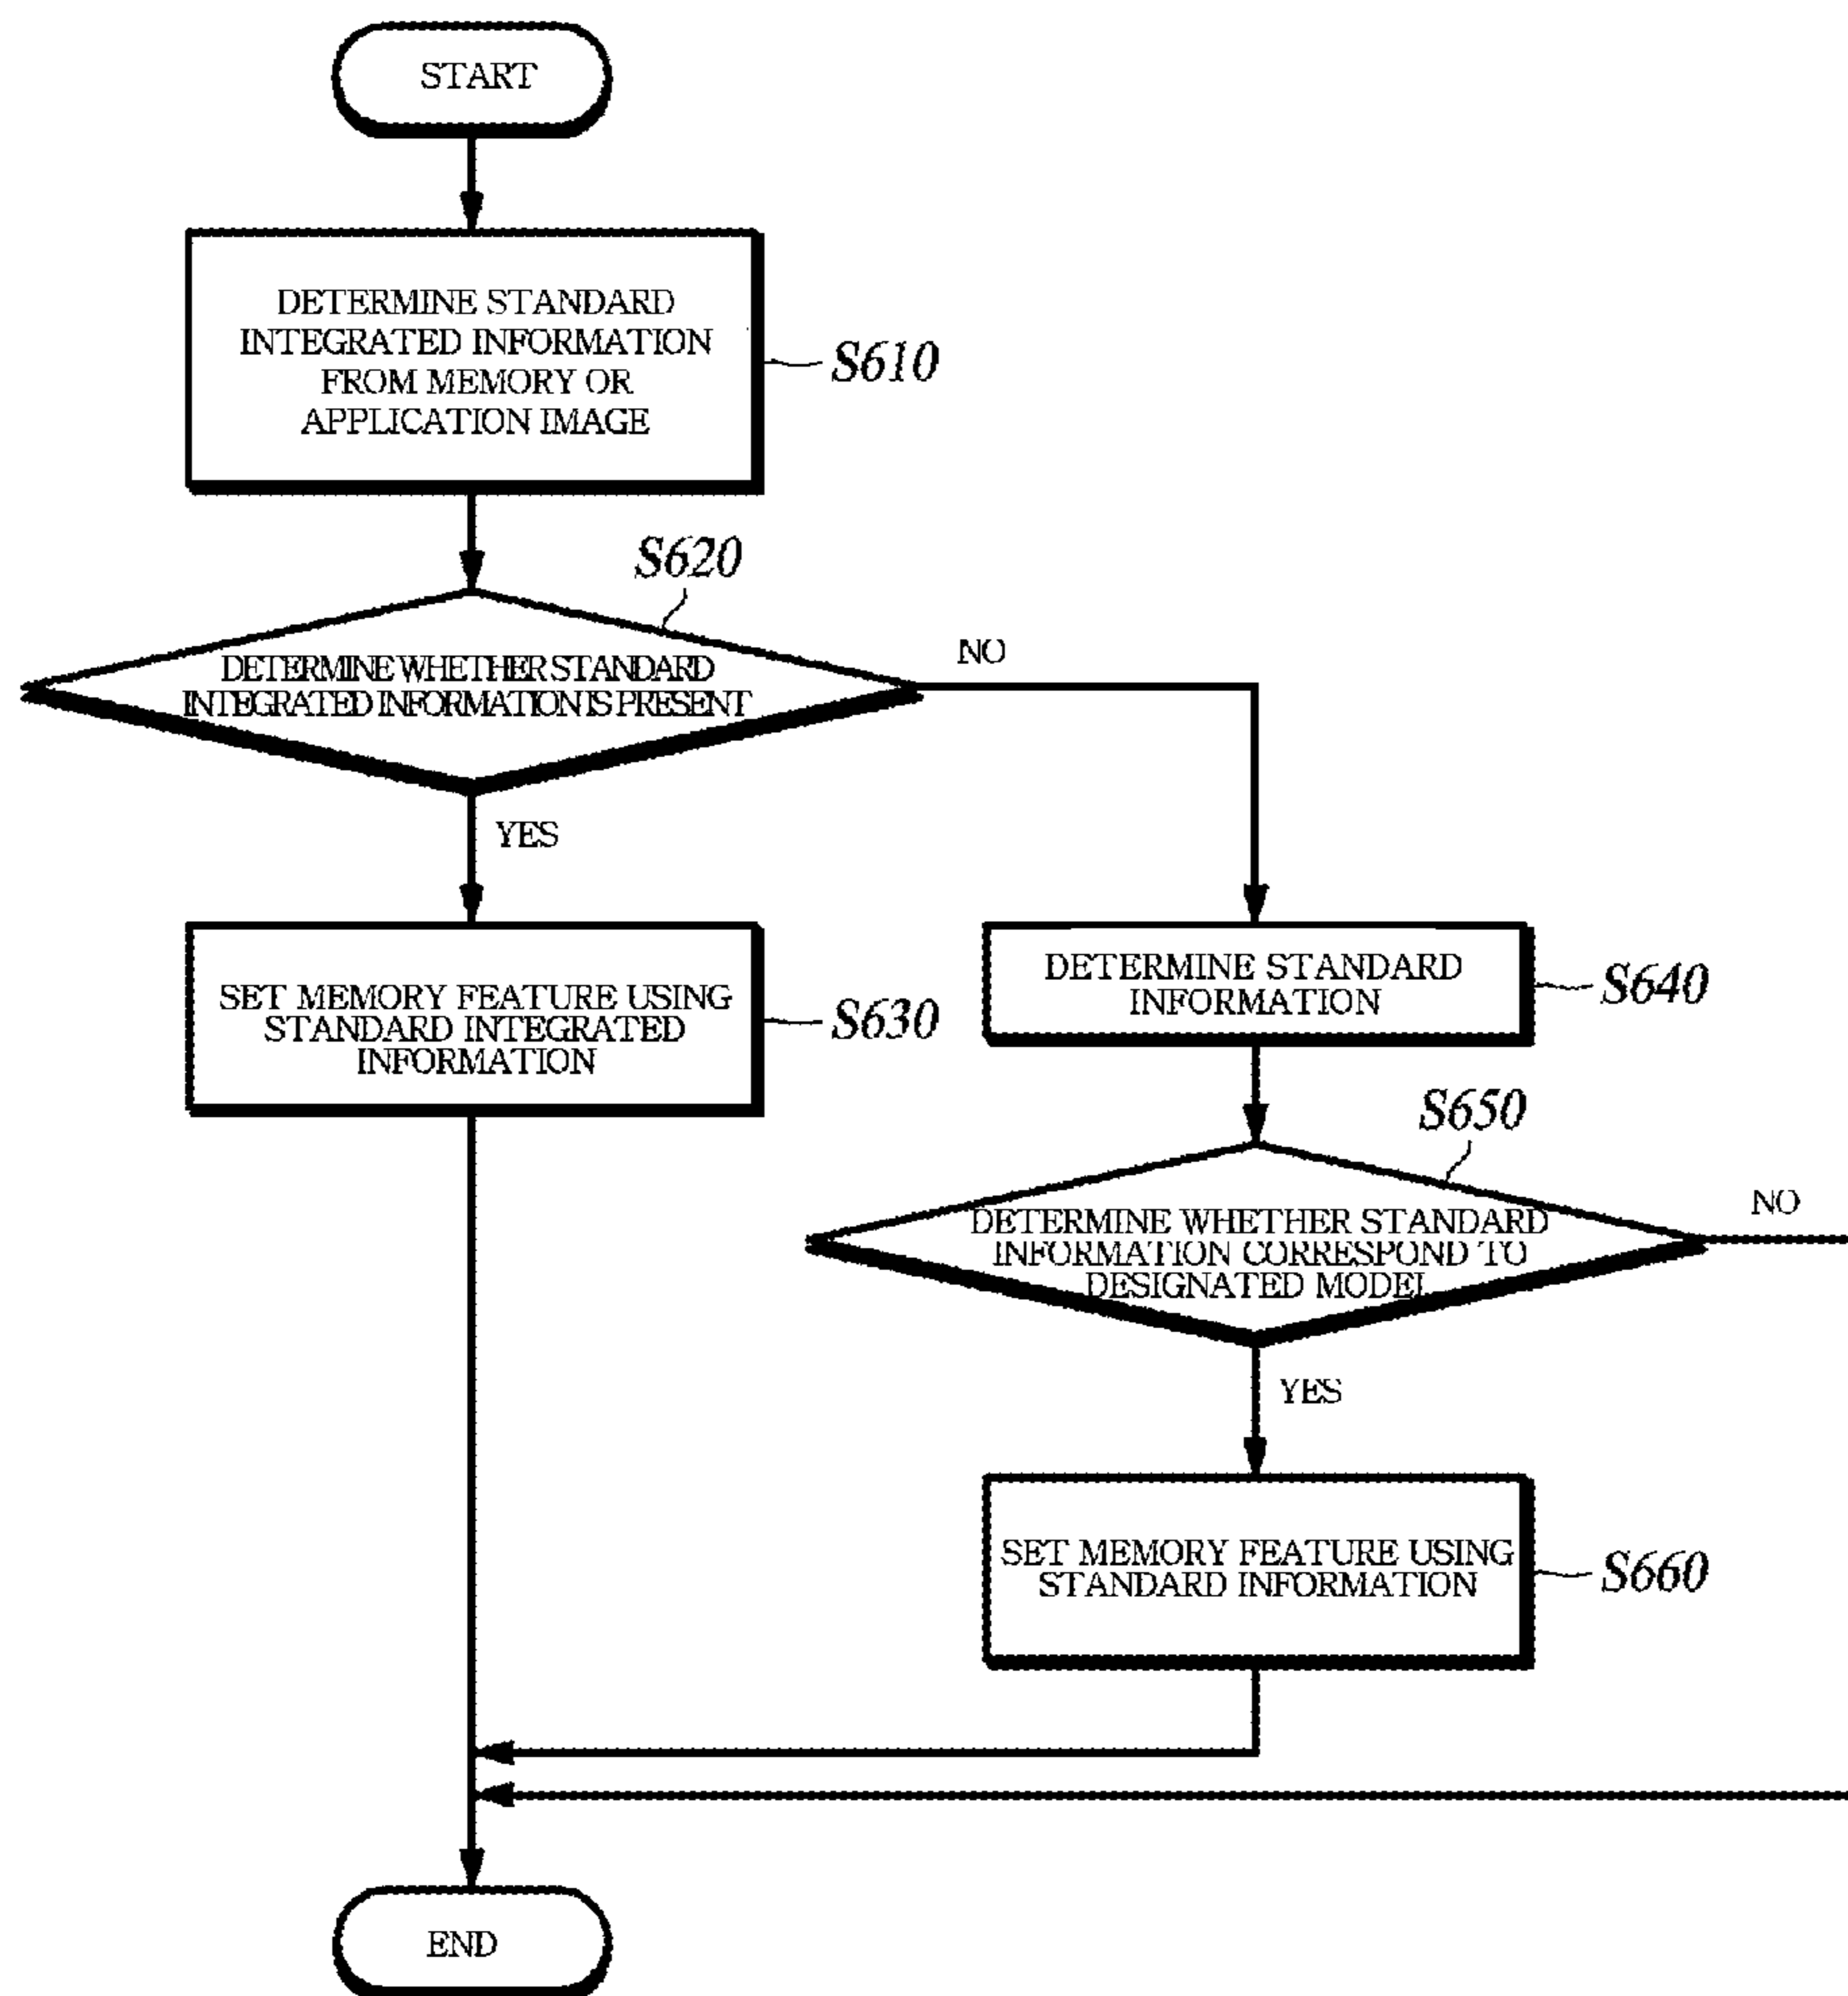 START
DETERMINE STANDARD
INTEGRATED INFORMATION
FROM MEMORY OR
APPLICATION IMAGE
S610
S620
DETERMINE WHETHER STANDARD
INTEGRATED INFORMATION IS PRESENT
NO
YES
SET MEMORY FEATURE USING
STANDARD INTEGRATED
INFORMATION
S630
DETERMINE STANDARD
INFORMATION
S640
S650
DETERMINE WHETHER STANDARD
INFORMATION CORRESPOND TO
DESIGNATED MODEL
NO
YES
SET MEMORY FEATURE USING
STANDARD INFORMATION
S660
END